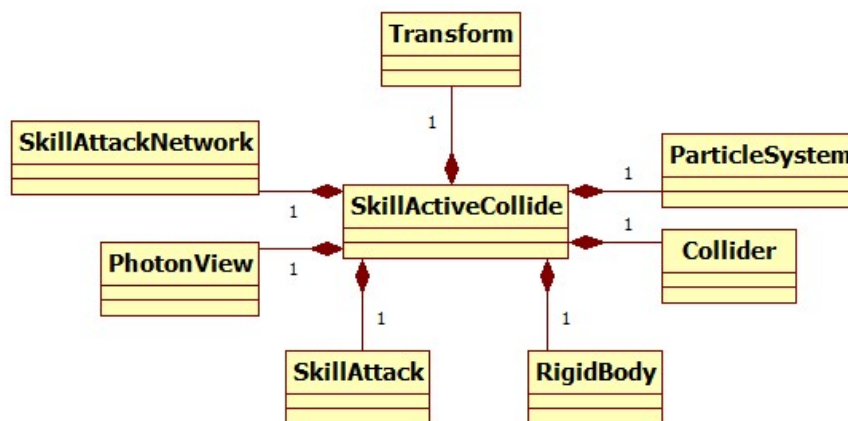 Transform
1
SkillAttackNetwork
1
ParticleSystem
1
SkillActiveCollide
1
Collider
PhotonView
1
1
SkillAttack
1
RigidBody